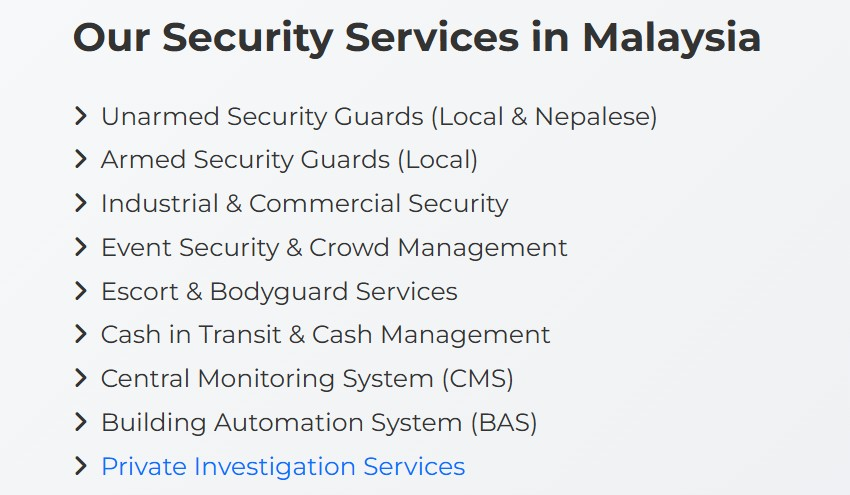 Our Security Services in Malaysia
Unarmed Security Guards (Local & Nepalese)
Armed Security Guards (Local)
Industrial & Commercial Security
Event Security & Crowd Management
Escort & Bodyguard Services
Cash in Transit & Cash Management
Central Monitoring System (CMS)
Building Automation System (BAS)
Private Investigation Services